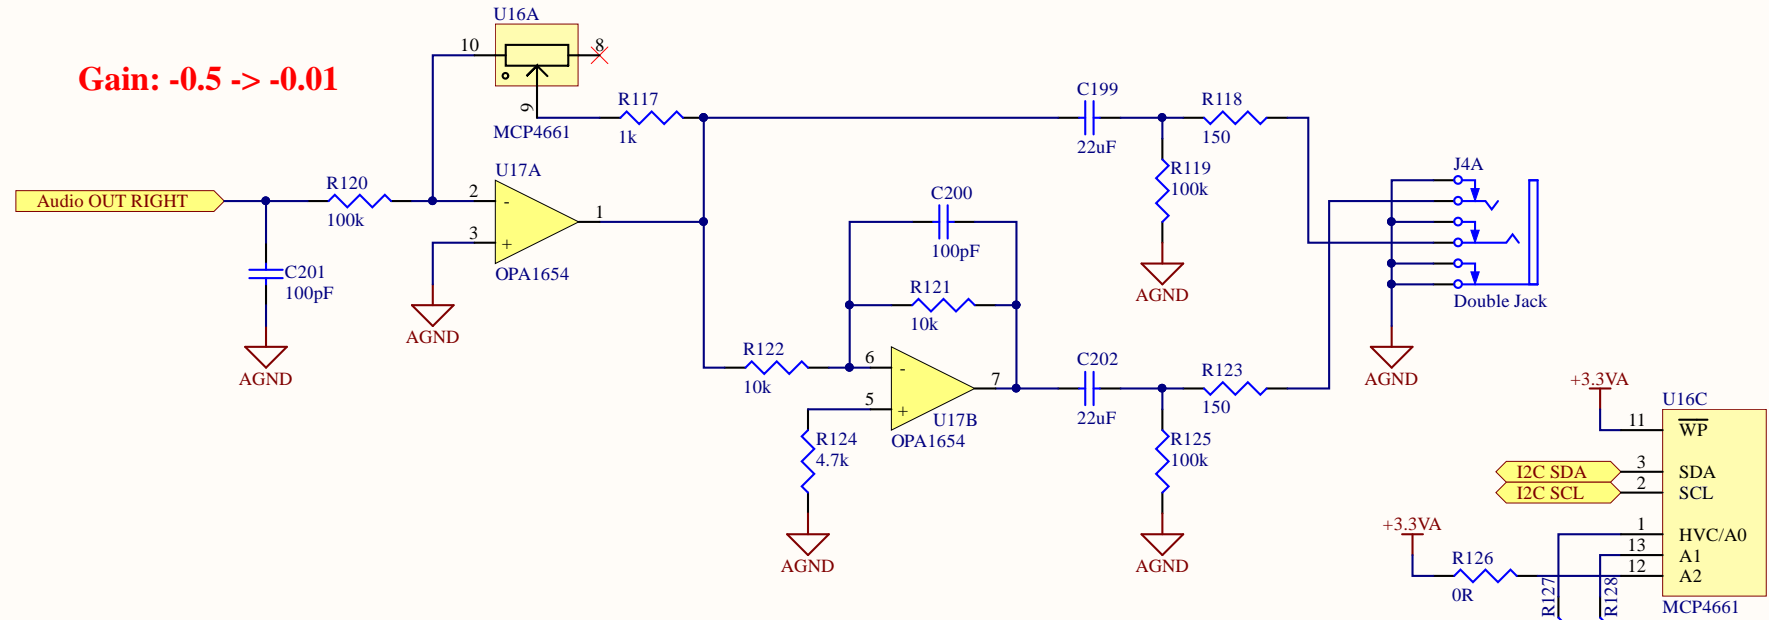 U16A
10
8
Gain: -0.5 -> -0.01
9
MCP4661
R117
1k
C199
22uF
R118
150
R119
100k
AGND
U17A
Audio OUT RIGHT
R120
100k
2
-
3
+
1
OPA1654
C201
100pF
AGND
AGND
C200
100pF
R121
10k
R122
10k
6
-
5
+
7
U17B
OPA1654
R124
4.7k
AGND
C202
22uF
R123
150
R125
100k
AGND
J4A
Double Jack
AGND
+3.3VA
U16C
11
WP
I2C SDA
3
SDA
I2C SCL
2
SCL
+3.3VA
1
HVC/A0
13
A1
12
A2
R126
0R
R127
R128
MCP4661